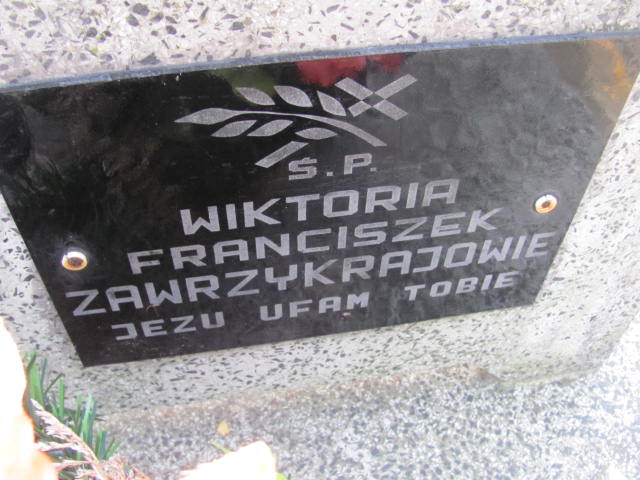 Ś.P.
WIKTORIA
FRANCISZEK
ZAWRZYKRAJOWIE
JEZU UFAM TOBIE